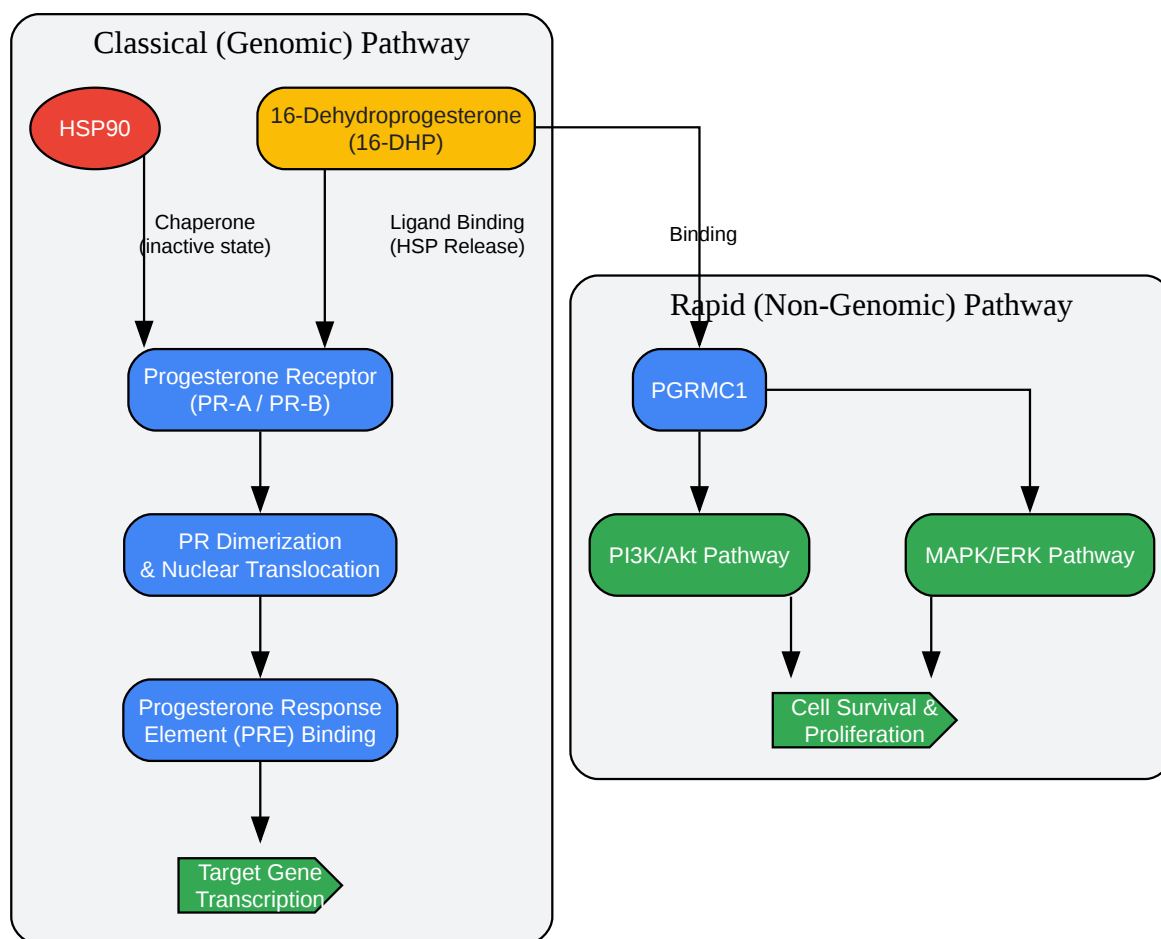 Classical (Genomic) Pathway
HSP90
16-Dehydroprogesterone
(16-DHP)
Chaperone
(inactive state)
Ligand Binding
(HSP Release)
Binding
Progesterone Receptor
(PR-A / PR-B)
PR Dimerization
& Nuclear Translocation
Progesterone Response
Element (PRE) Binding
Target Gene
Transcription
Rapid (Non-Genomic) Pathway
PGRMC1
PI3K/Akt Pathway
MAPK/ERK Pathway
Cell Survival &
Proliferation